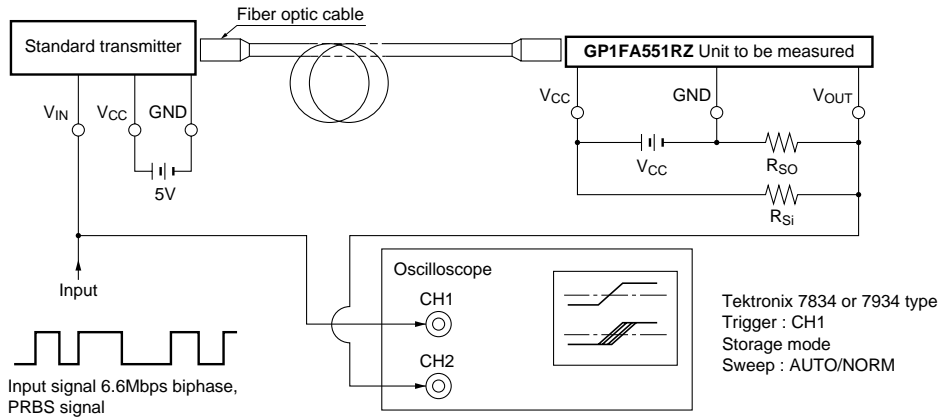 Fiber optic cable
Standard transmitter
GP1FA551RZ Unit to be measured
VIN
VCC
GND
VCC
GND
VOUT
5V
VCC
RSO
RSi
Input
Oscilloscope
CH1
CH2
Tektronix 7834 or 7934 type
Trigger : CH1
Storage mode
Sweep : AUTO/NORM
Input signal 6.6Mbps biphase,
PRBS signal